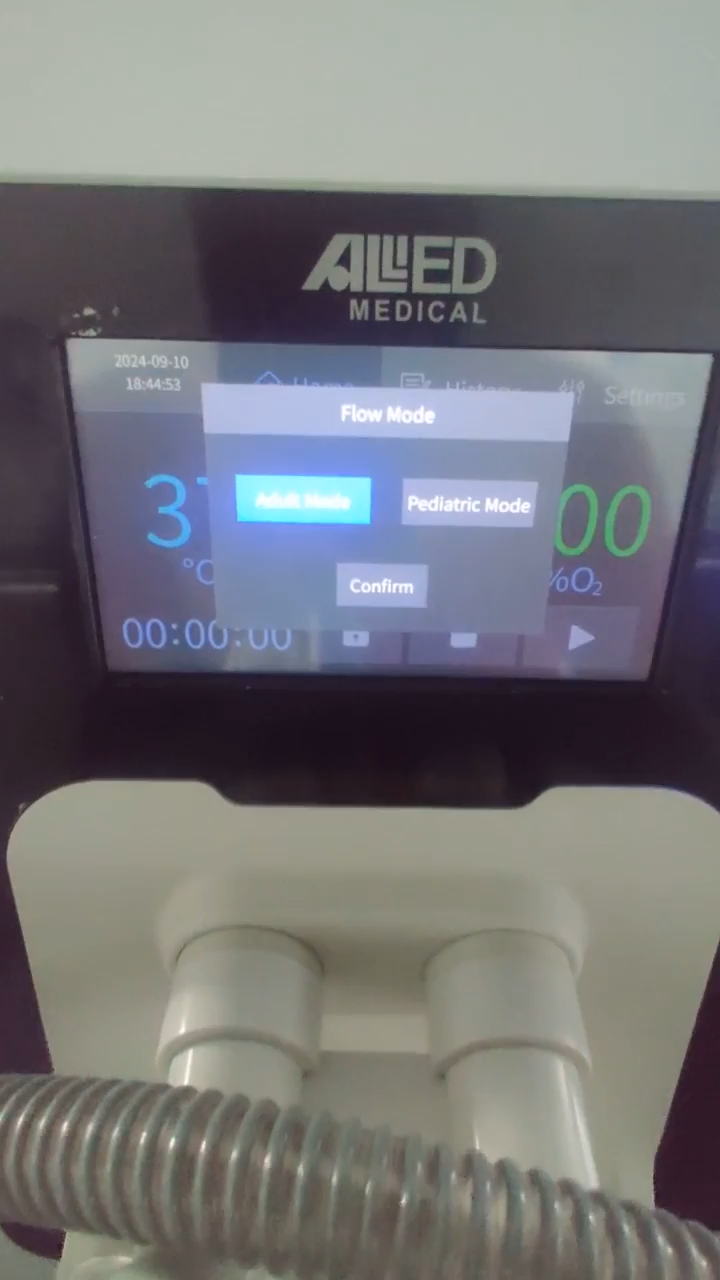 ALLIED
MEDICAL
2024-09-10
18:44:53
Home
History
Settings
Flow Mode
Adult Mode
Pediatric Mode
Confirm
37
°C
00
%O₂
00:00:00